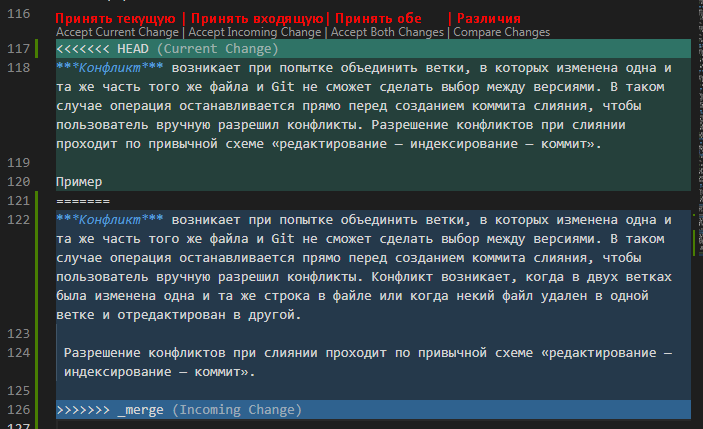 116
Принять текущую | Принять входящую| Принять обе | Различия
Accept Current Change | Accept Incoming Change | Accept Both Changes | Compare Changes
117 <<<<<<< HEAD (Current Change)
118 ***Конфликт*** возникает при попытке объединить ветки, в которых изменена одна и
та же часть того же файла и Git не сможет сделать выбор между версиями. В таком
случае операция останавливается прямо перед созданием коммита слияния, чтобы
пользователь вручную разрешил конфликты. Разрешение конфликтов при слиянии
проходит по привычной схеме «редактирование — индексирование — коммит».
119
120 Пример
121 =======
122 ***Конфликт*** возникает при попытке объединить ветки, в которых изменена одна и
та же часть того же файла и Git не сможет сделать выбор между версиями. В таком
случае операция останавливается прямо перед созданием коммита слияния, чтобы
пользователь вручную разрешил конфликты. Конфликт возникает, когда в двух ветках
была изменена одна и та же строка в файле или когда некий файл удален в одной
ветке и отредактирован в другой.
123
124 Разрешение конфликтов при слиянии проходит по привычной схеме «редактирование —
индексирование — коммит».
125
126 >>>>>>> _merge (Incoming Change)
127